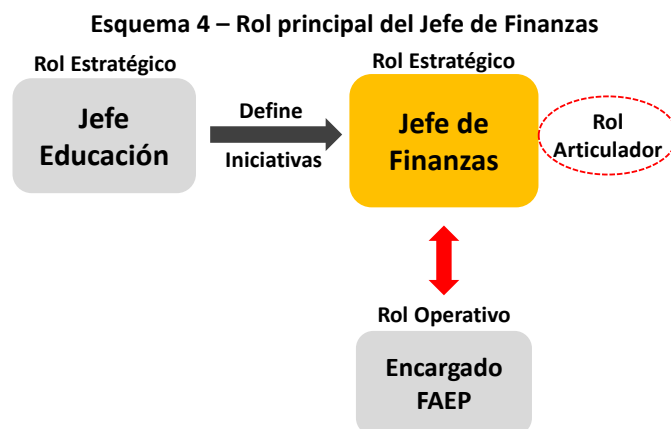 Esquema 4 – Rol principal del Jefe de Finanzas
Rol Estratégico
Jefe
Educación
Define
Iniciativas
Rol Estratégico
Jefe de
Finanzas
Rol
Articulador
Rol Operativo
Encargado
FAEP